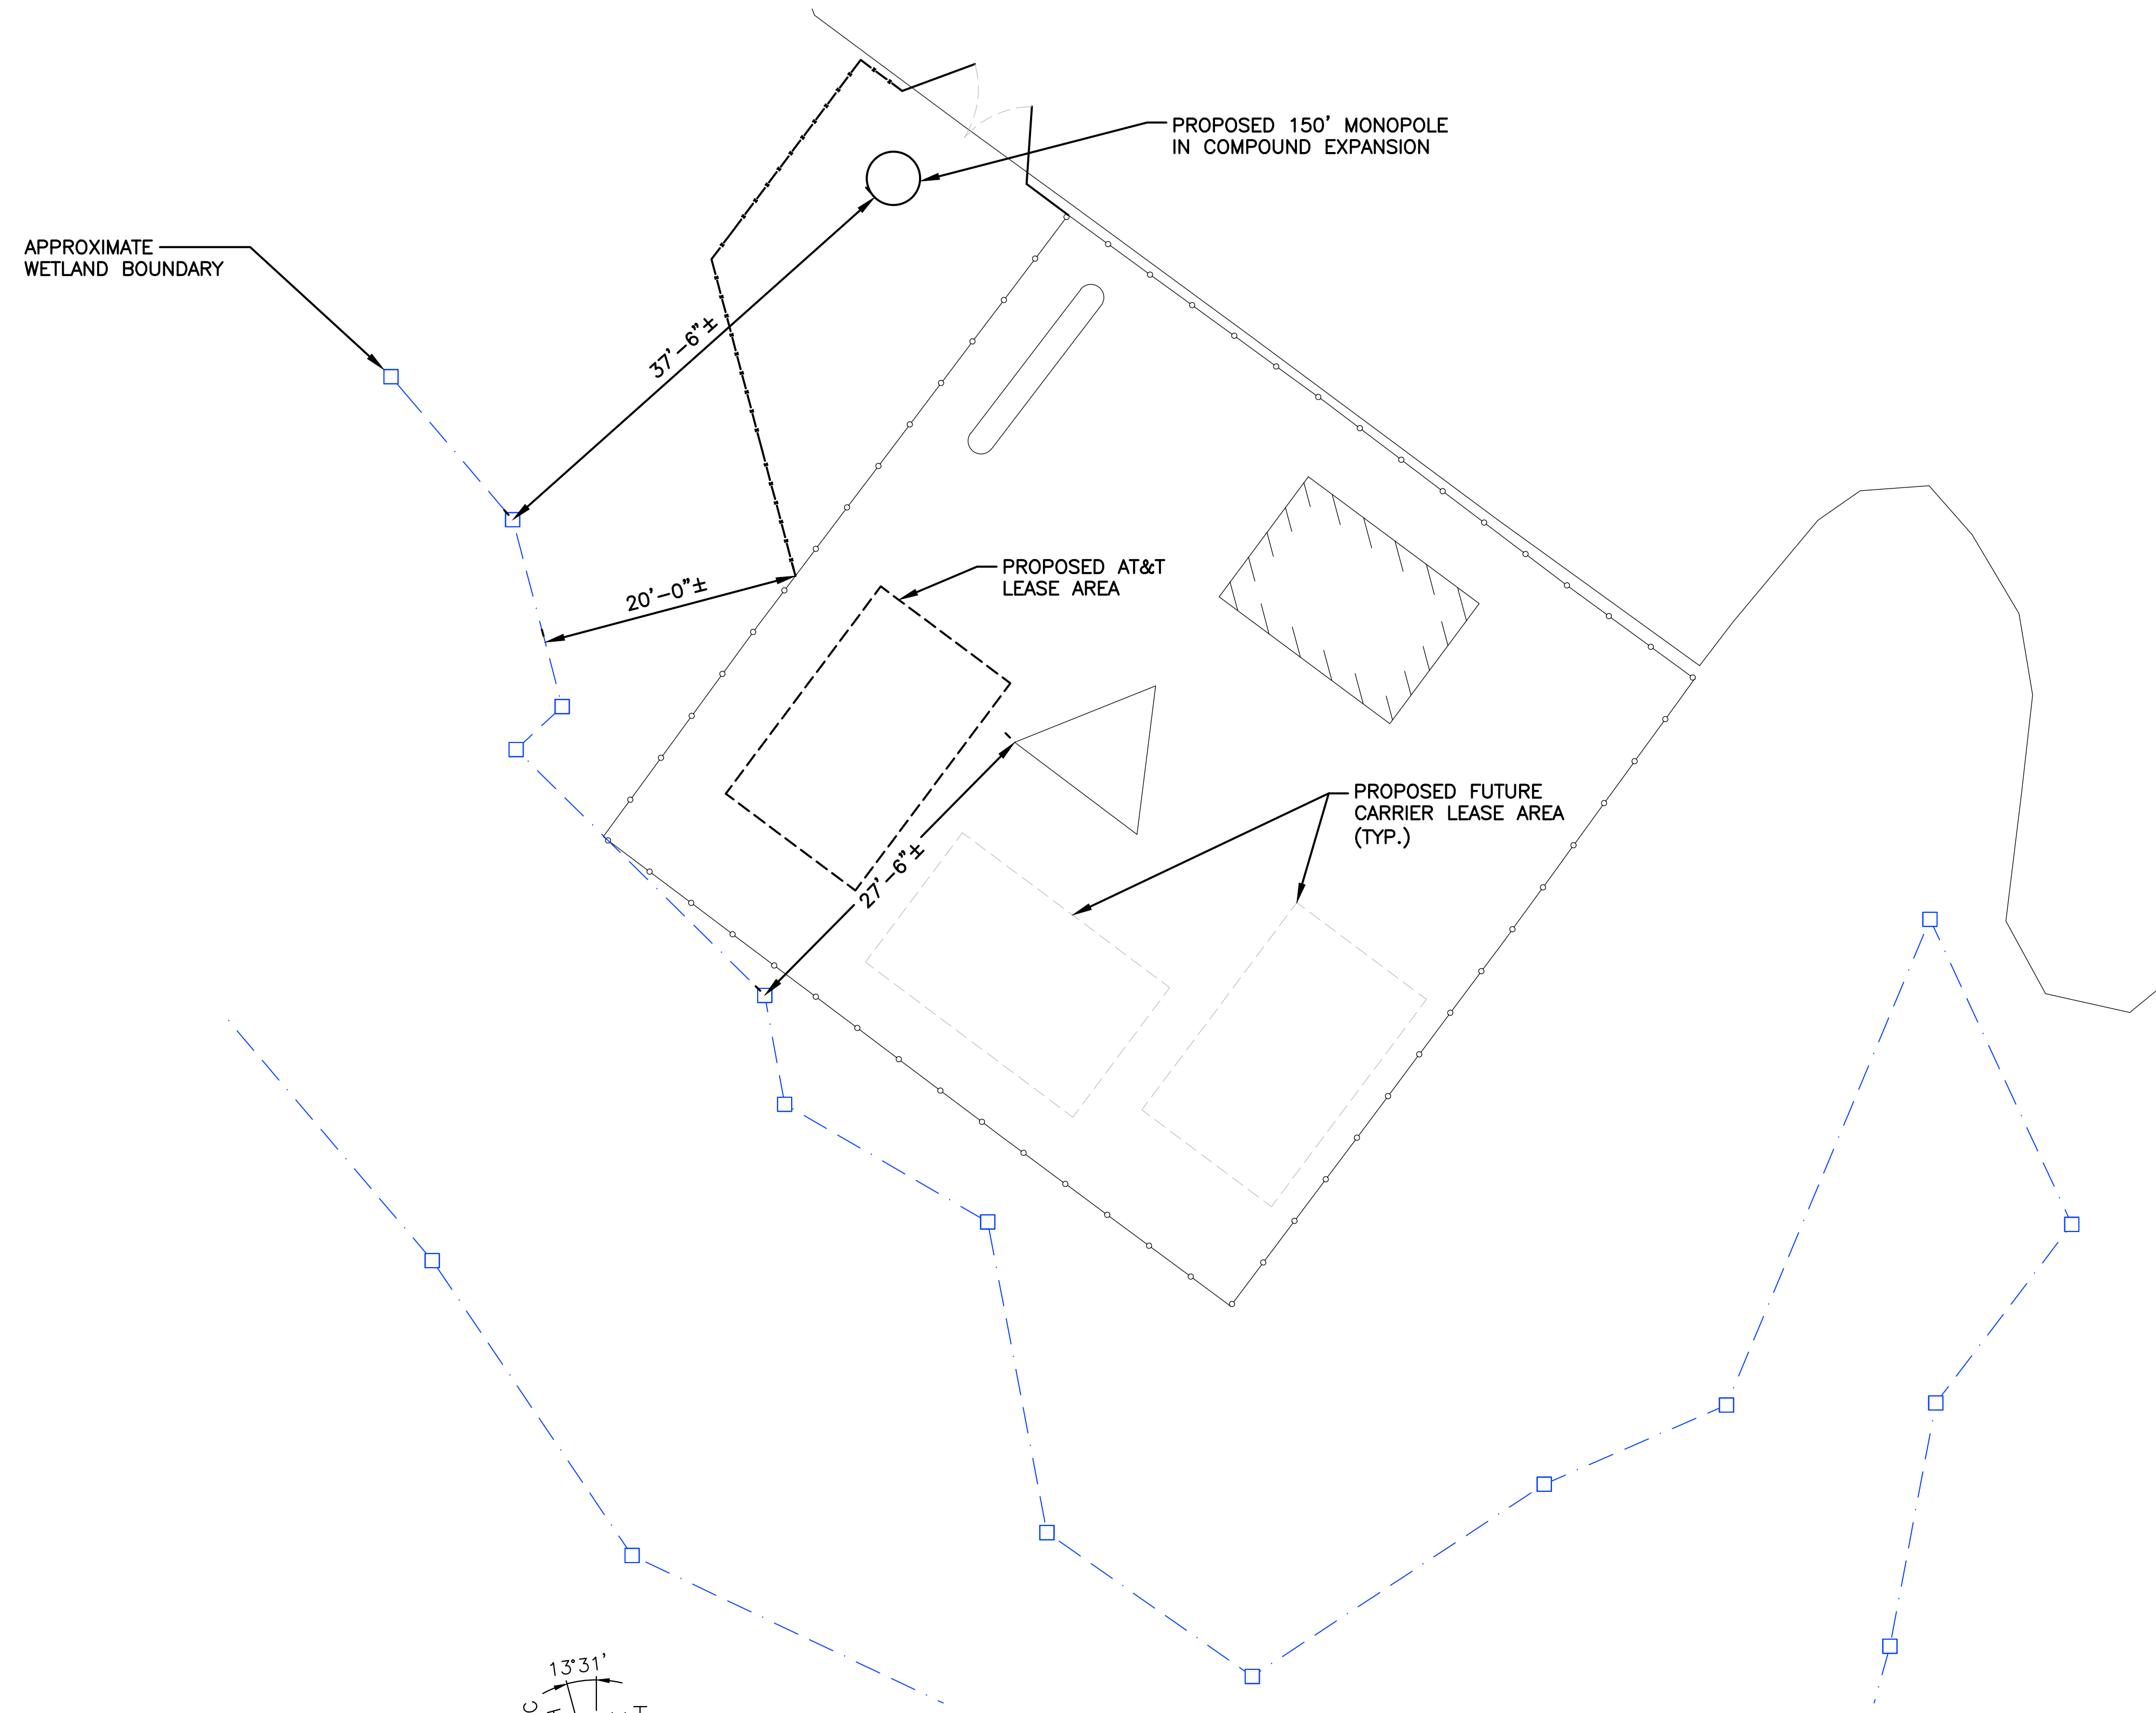 PROPOSED 150' MONOPOLE
IN COMPOUND EXPANSION
APPROXIMATE
WETLAND BOUNDARY
37'-6"±
PROPOSED AT&T
LEASE AREA
20'-0"±
PROPOSED FUTURE
CARRIER LEASE AREA
(TYP.)
27'-6"±
13°31'